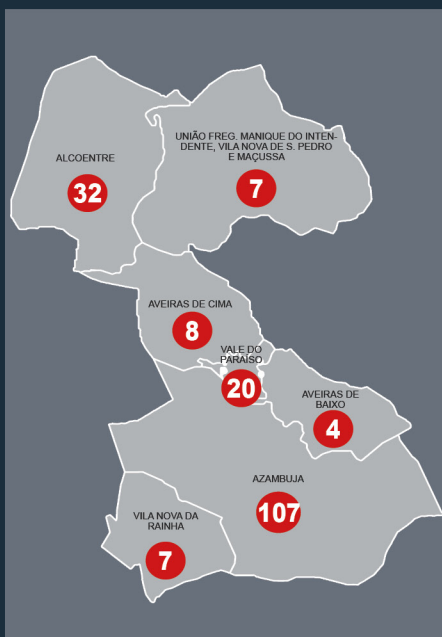 UNIÃO FREG. MANIQUE DO INTEN-
DENTE, VILA NOVA DE S. PEDRO
E MAÇUSSA
7
ALCOENTRE
32
AVEIRAS DE CIMA
8
VALE DO
PARAÍSO
20
AVEIRAS DE
BAIXO
4
AZAMBUJA
107
VILA NOVA DA
RAINHA
7